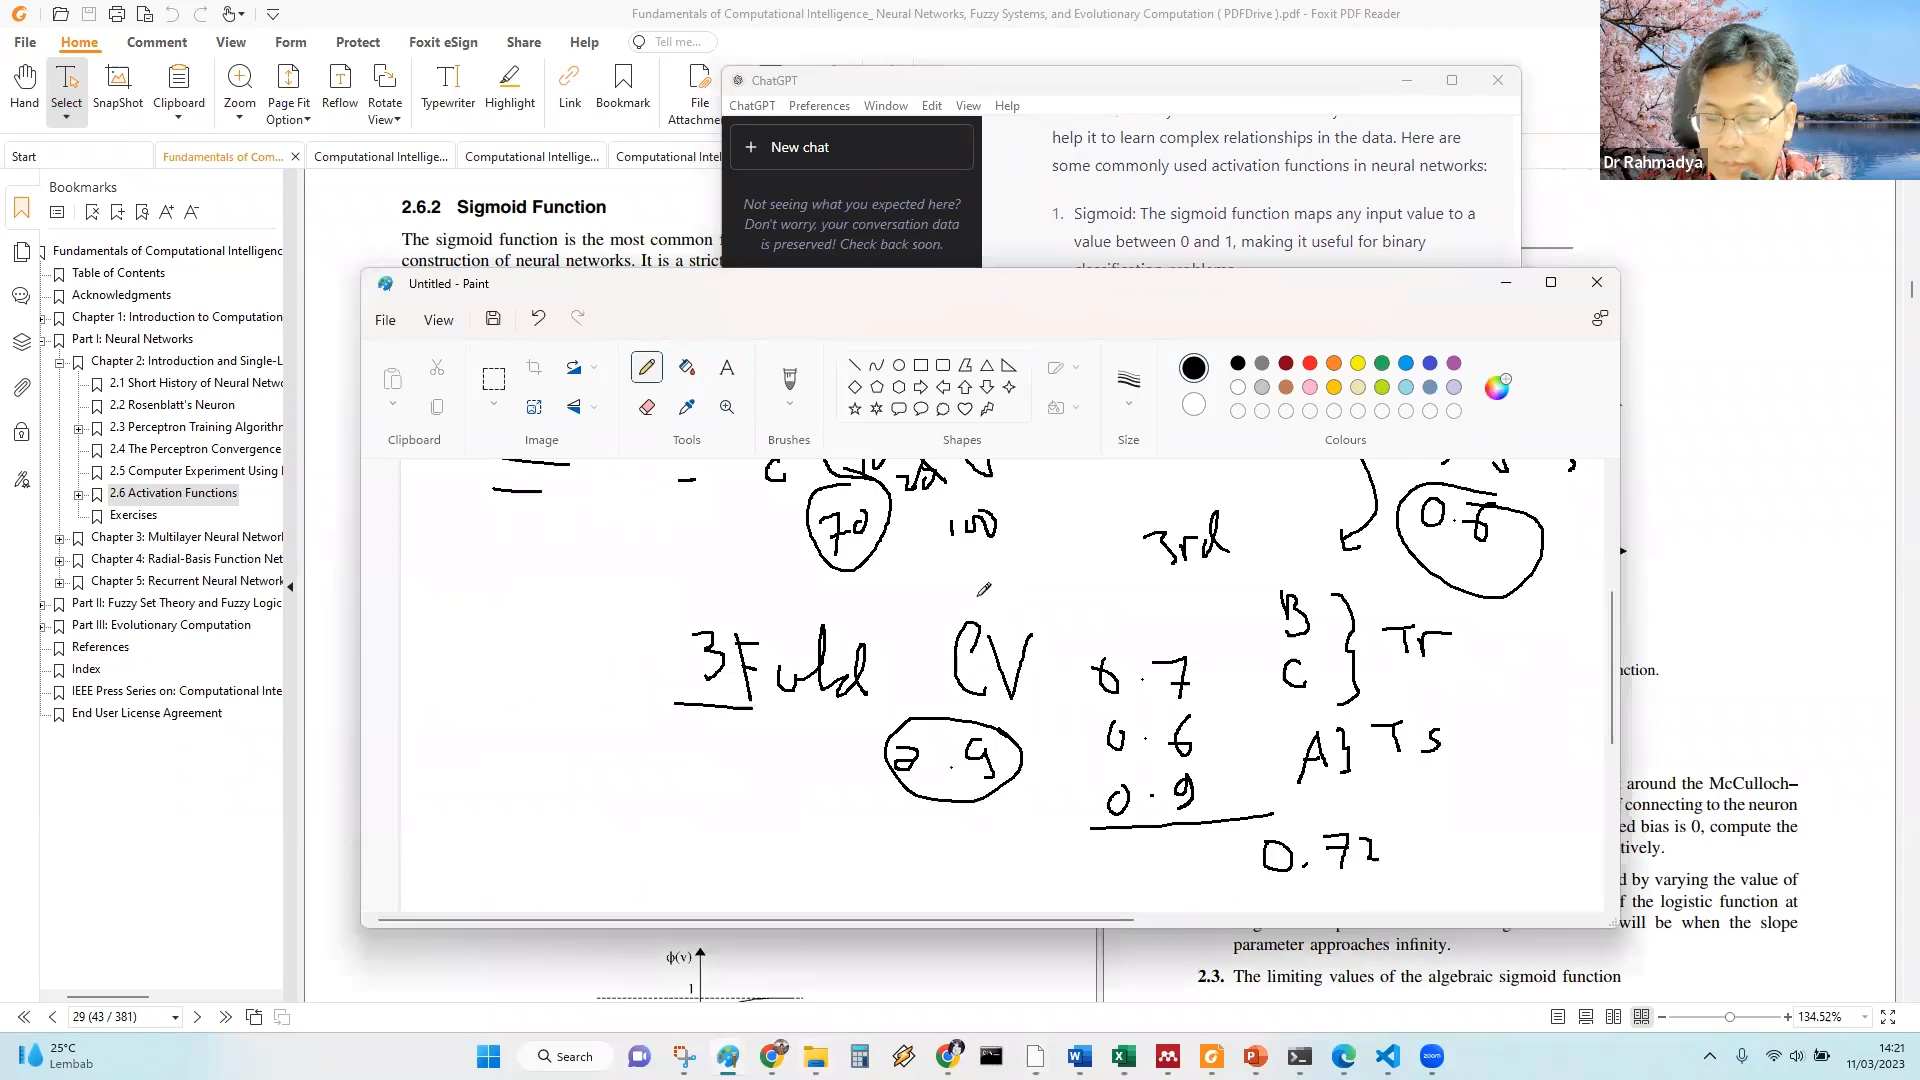 Fundamentals of Computational Intelligence_ Neural Networks, Fuzzy Systems, and Evolutionary Computation ( PDFDrive ).pdf - Foxit PDF Reader
File Home Comment View Form Protect Foxit eSign Share Help Tell me...
Hand Select SnapShot Clipboard Zoom Page Fit Option Reflow Rotate View Typewriter Highlight Link Bookmark File Attachme
Start Fundamentals of Com... Computational Intellige... Computational Intellige... Computational Intel
Bookmarks
Fundamentals of Computational Intelligenc
Table of Contents
Acknowledgments
Chapter 1: Introduction to Computation
Part I: Neural Networks
Chapter 2: Introduction and Single-L
2.1 Short History of Neural Netw
2.2 Rosenblatt's Neuron
2.3 Perceptron Training Algorithm
2.4 The Perceptron Convergence
2.5 Computer Experiment Using
2.6 Activation Functions
Exercises
Chapter 3: Multilayer Neural Networ
Chapter 4: Radial-Basis Function Net
Chapter 5: Recurrent Neural Network
Part II: Fuzzy Set Theory and Fuzzy Logic
Part III: Evolutionary Computation
References
Index
IEEE Press Series on: Computational Inte
End User License Agreement
2.6.2 Sigmoid Function
The sigmoid function is the most common f
construction of neural networks. It is a strict
ChatGPT
ChatGPT Preferences Window Edit View Help
New chat
Not seeing what you expected here?
Don't worry, your conversation data
is preserved! Check back soon.
help it to learn complex relationships in the data. Here are
some commonly used activation functions in neural networks:
1. Sigmoid: The sigmoid function maps any input value to a
value between 0 and 1, making it useful for binary
Dr Rahmadya
Untitled - Paint
File View
Clipboard Image Tools Brushes Shapes Size Colours
70 100
3rd
0.6
3 Fold CV
0.7
0.6
0.9
0.9
B
C
Tr
A} Ts
0.72
nction.
around the McCulloch–
f connecting to the neuron
ed bias is 0, compute the
tively.
d by varying the value of
f the logistic function at
will be when the slope
parameter approaches infinity.
2.3. The limiting values of the algebraic sigmoid function
ϕ(v)
1
29 (43 / 381)
134.52%
25°C
Lembab
Search
14:21
11/03/2023